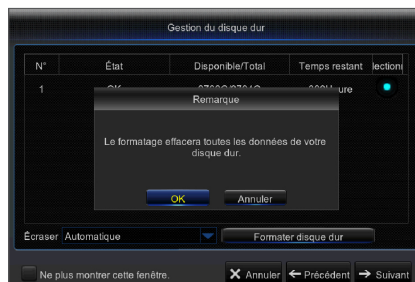 Gestion du disque dur
N° État Disponible/Total Temps restant lection
1
Remarque
Le formatage effacera toutes les données de votre
disque dur.
OK Annuler
Écraser Automatique Formater disque dur
Ne plus montrer cette fenêtre. Annuler Précédent Suivant